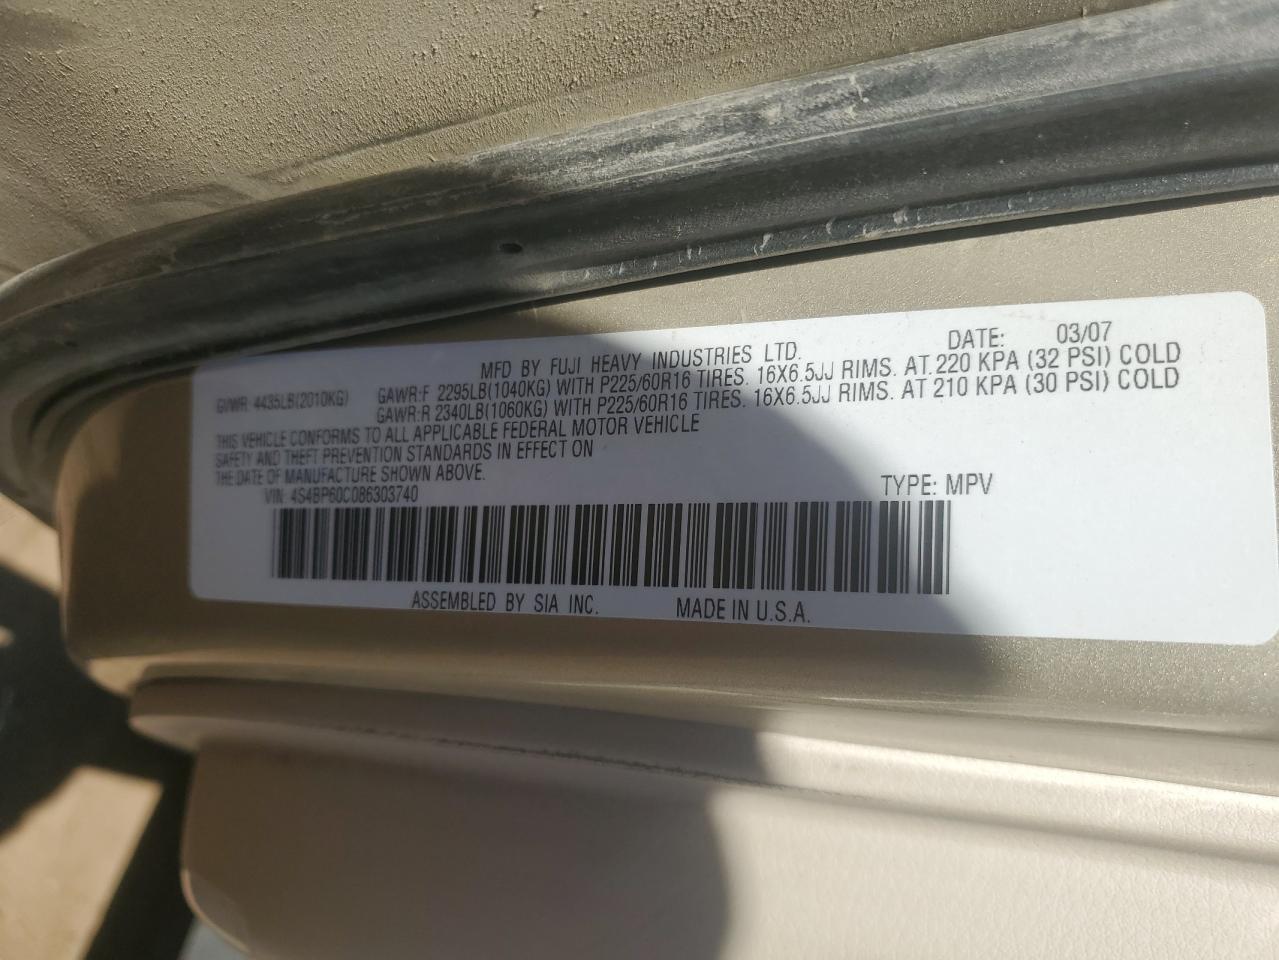 MFD BY FUJI HEAVY INDUSTRIES LTD. DATE: 03/07
GVWR 4435LB(2010KG) GAWR:F 2295LB(1040KG) WITH P225/60R16 TIRES. 16X6.5JJ RIMS. AT 220 KPA (32 PSI) COLD
GAWR:R 2340LB(1060KG) WITH P225/60R16 TIRES. 16X6.5JJ RIMS. AT 210 KPA (30 PSI) COLD
THIS VEHICLE CONFORMS TO ALL APPLICABLE FEDERAL MOTOR VEHICLE
SAFETY AND THEFT PREVENTION STANDARDS IN EFFECT ON
THE DATE OF MANUFACTURE SHOWN ABOVE.
VIN: 4S4BP60C086303740 TYPE: MPV
ASSEMBLED BY SIA INC. MADE IN U.S.A.